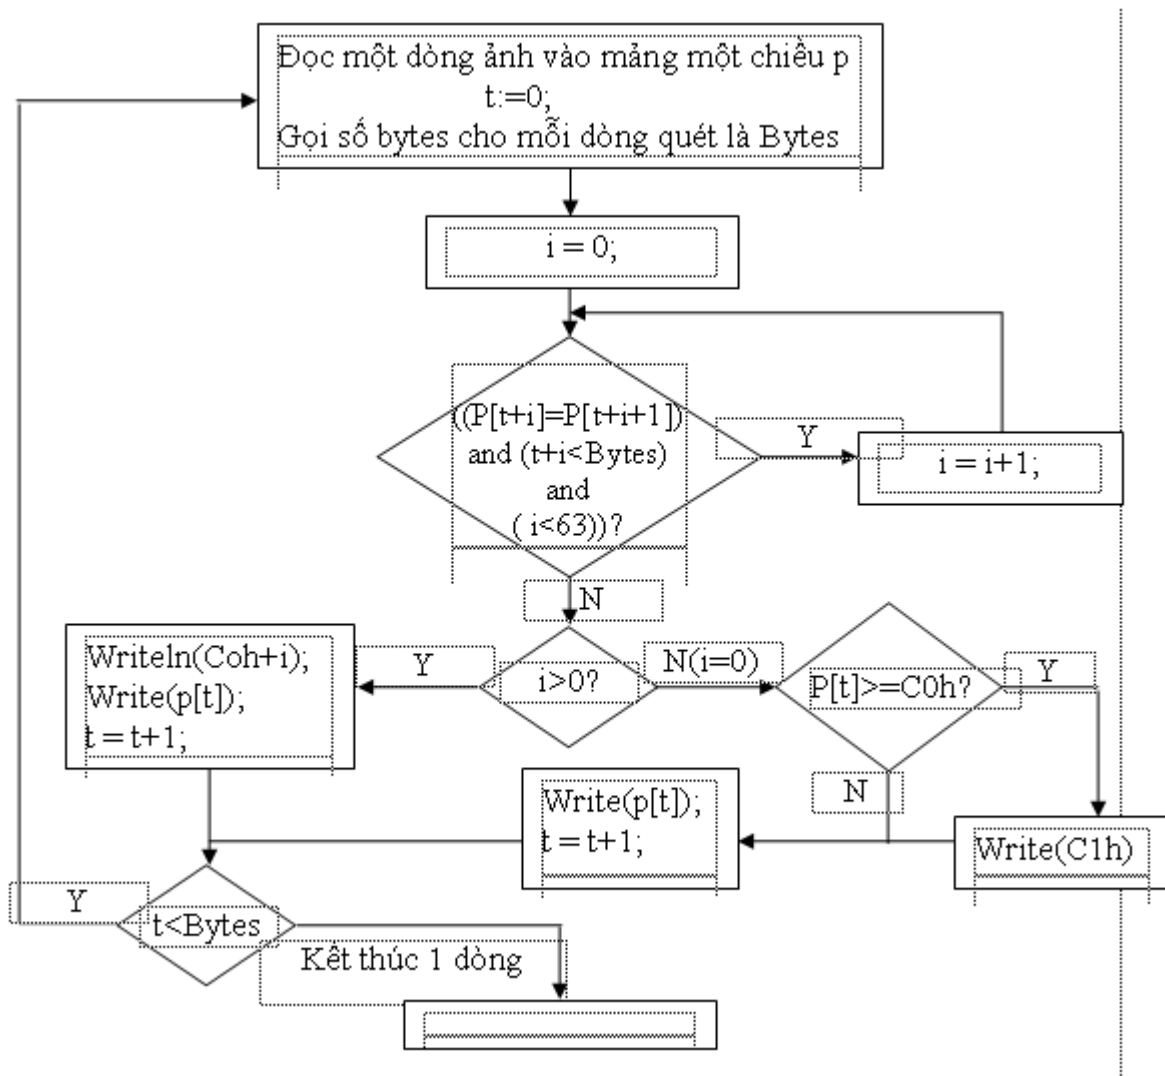 Đọc một dòng ảnh vào mảng một chiều p
t:=0;
Gọi số bytes cho mỗi dòng quét là Bytes
i = 0;
((P[t+i]=P[t+i+1])
and (t+i<Bytes)
and
( i<63))?
Y
i = i+1;
N
Writeln(Coh+i);
Write(p[t]);
t = t+1;
Y
i>0?
N(i=0)
P[t]>=C0h?
Y
N
Write(p[t]);
t = t+1;
Write(C1h)
Y
t<Bytes
Kết thúc 1 dòng